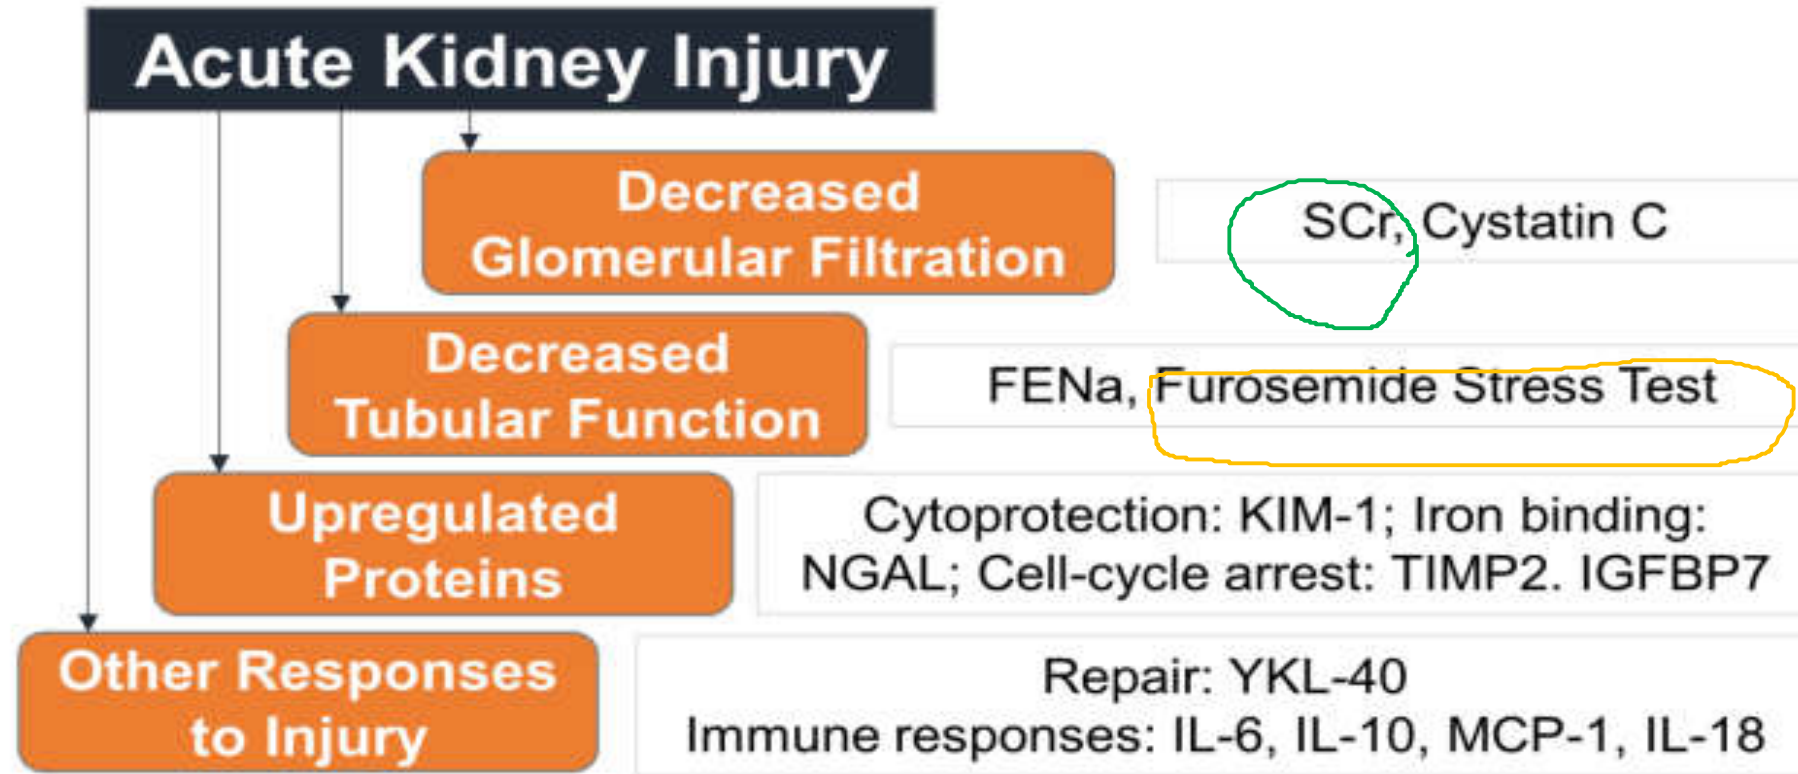 Acute Kidney Injury
Decreased
Glomerular Filtration
SCr, Cystatin C
Decreased
Tubular Function
FENa, Furosemide Stress Test
Upregulated
Proteins
Cytoprotection: KIM-1; Iron binding:
NGAL; Cell-cycle arrest: TIMP2. IGFBP7
Other Responses
to Injury
Repair: YKL-40
Immune responses: IL-6, IL-10, MCP-1, IL-18